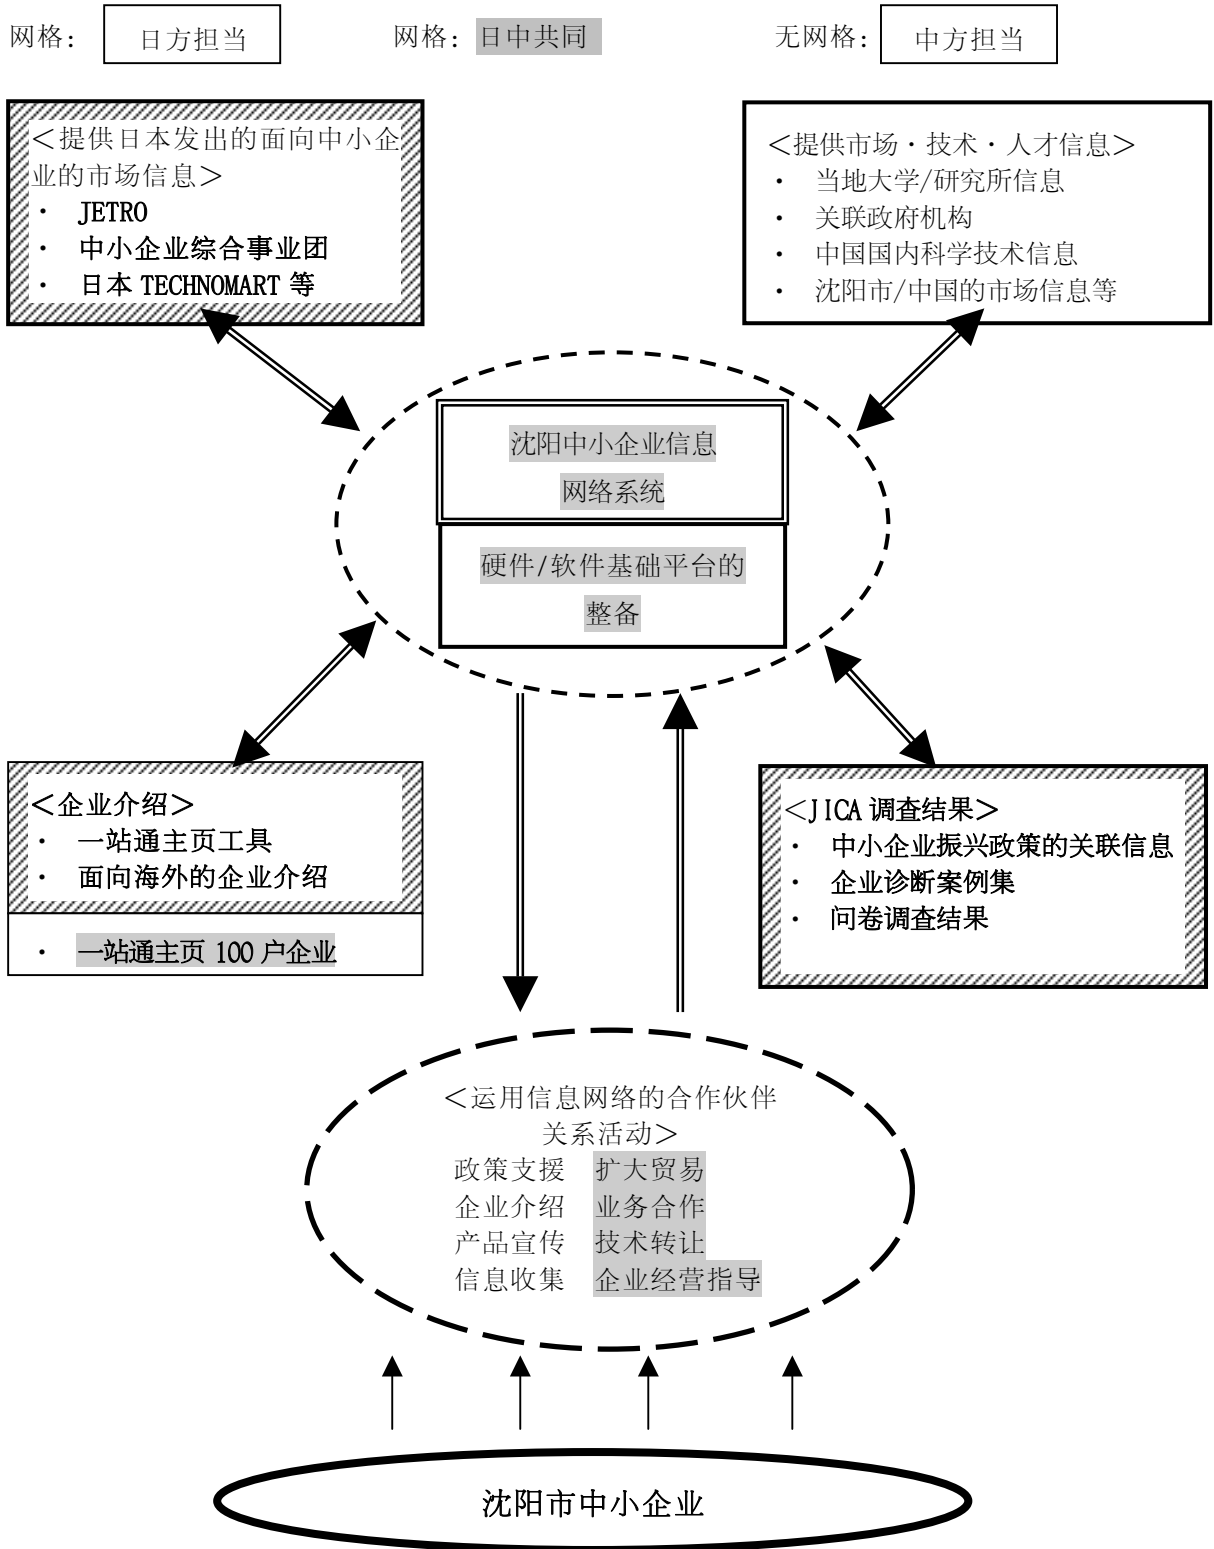 网格： 日方担当 网格：日中共同 无网格： 中方担当
＜提供日本发出的面向中小企
业的市场信息＞
· JETRO
· 中小企业综合事业团
· 日本 TECHNOMART 等
＜提供市场·技术·人才信息＞
· 当地大学/研究所信息
· 关联政府机构
· 中国国内科学技术信息
· 沈阳市/中国的市场信息等
沈阳中小企业信息
网络系统
硬件/软件基础平台的
整备
＜企业介绍＞
· 一站通主页工具
· 面向海外的企业介绍
· 一站通主页 100 户企业
＜JICA 调查结果＞
· 中小企业振兴政策的关联信息
· 企业诊断案例集
· 问卷调查结果
＜运用信息网络的合作伙伴
关系活动＞
政策支援 扩大贸易
企业介绍 业务合作
产品宣传 技术转让
信息收集 企业经营指导
沈阳市中小企业